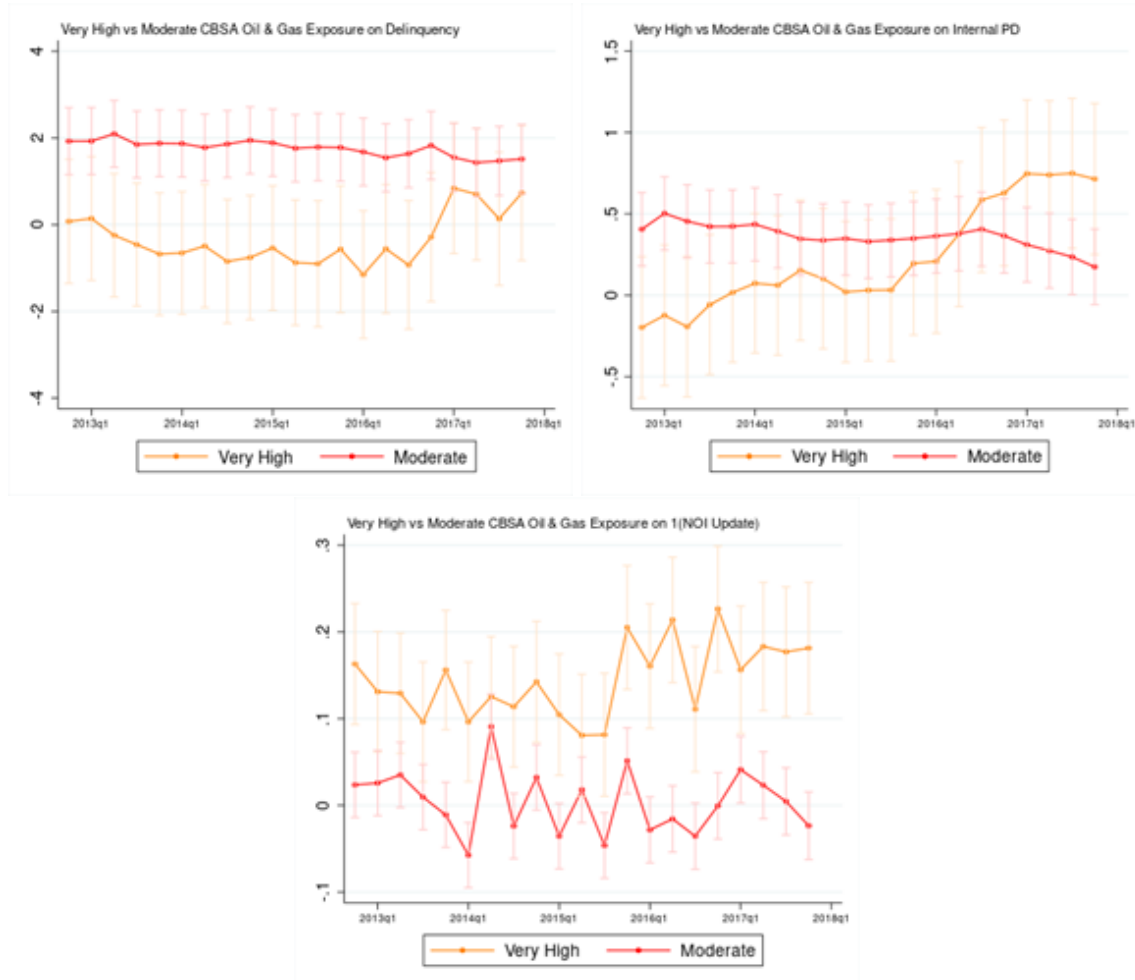 Very High vs Moderate CBSA Oil & Gas Exposure on Delinquency
4
2
0
-2
-4
2013q1 2014q1 2015q1 2016q1 2017q1 2018q1
Very High Moderate
Very High vs Moderate CBSA Oil & Gas Exposure on Internal PD
1.5
1
.5
0
-.5
2013q1 2014q1 2015q1 2016q1 2017q1 2018q1
Very High Moderate
Very High vs Moderate CBSA Oil & Gas Exposure on 1(NOI Update)
.3
.2
.1
0
-.1
2013q1 2014q1 2015q1 2016q1 2017q1 2018q1
Very High Moderate